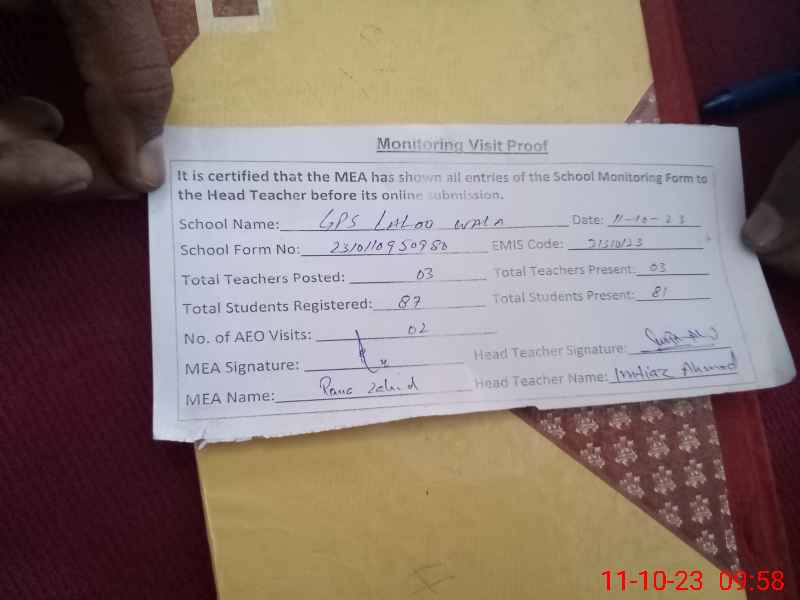 Monitoring Visit Proof
It is certified that the MEA has shown all entries of the School Monitoring Form to
the Head Teacher before its online submission.
School Name: GPS LALOO WALA Date: 11-10-23
School Form No: EMIS Code:
Total Teachers Posted: 03 Total Teachers Present: 03
Total Students Registered: 87 Total Students Present: 81
No. of AEO Visits: 02
MEA Signature: Head Teacher Signature:
MEA Name: Rana Zahid Head Teacher Name: Imtiaz Ahmad
11-10-23 09:58